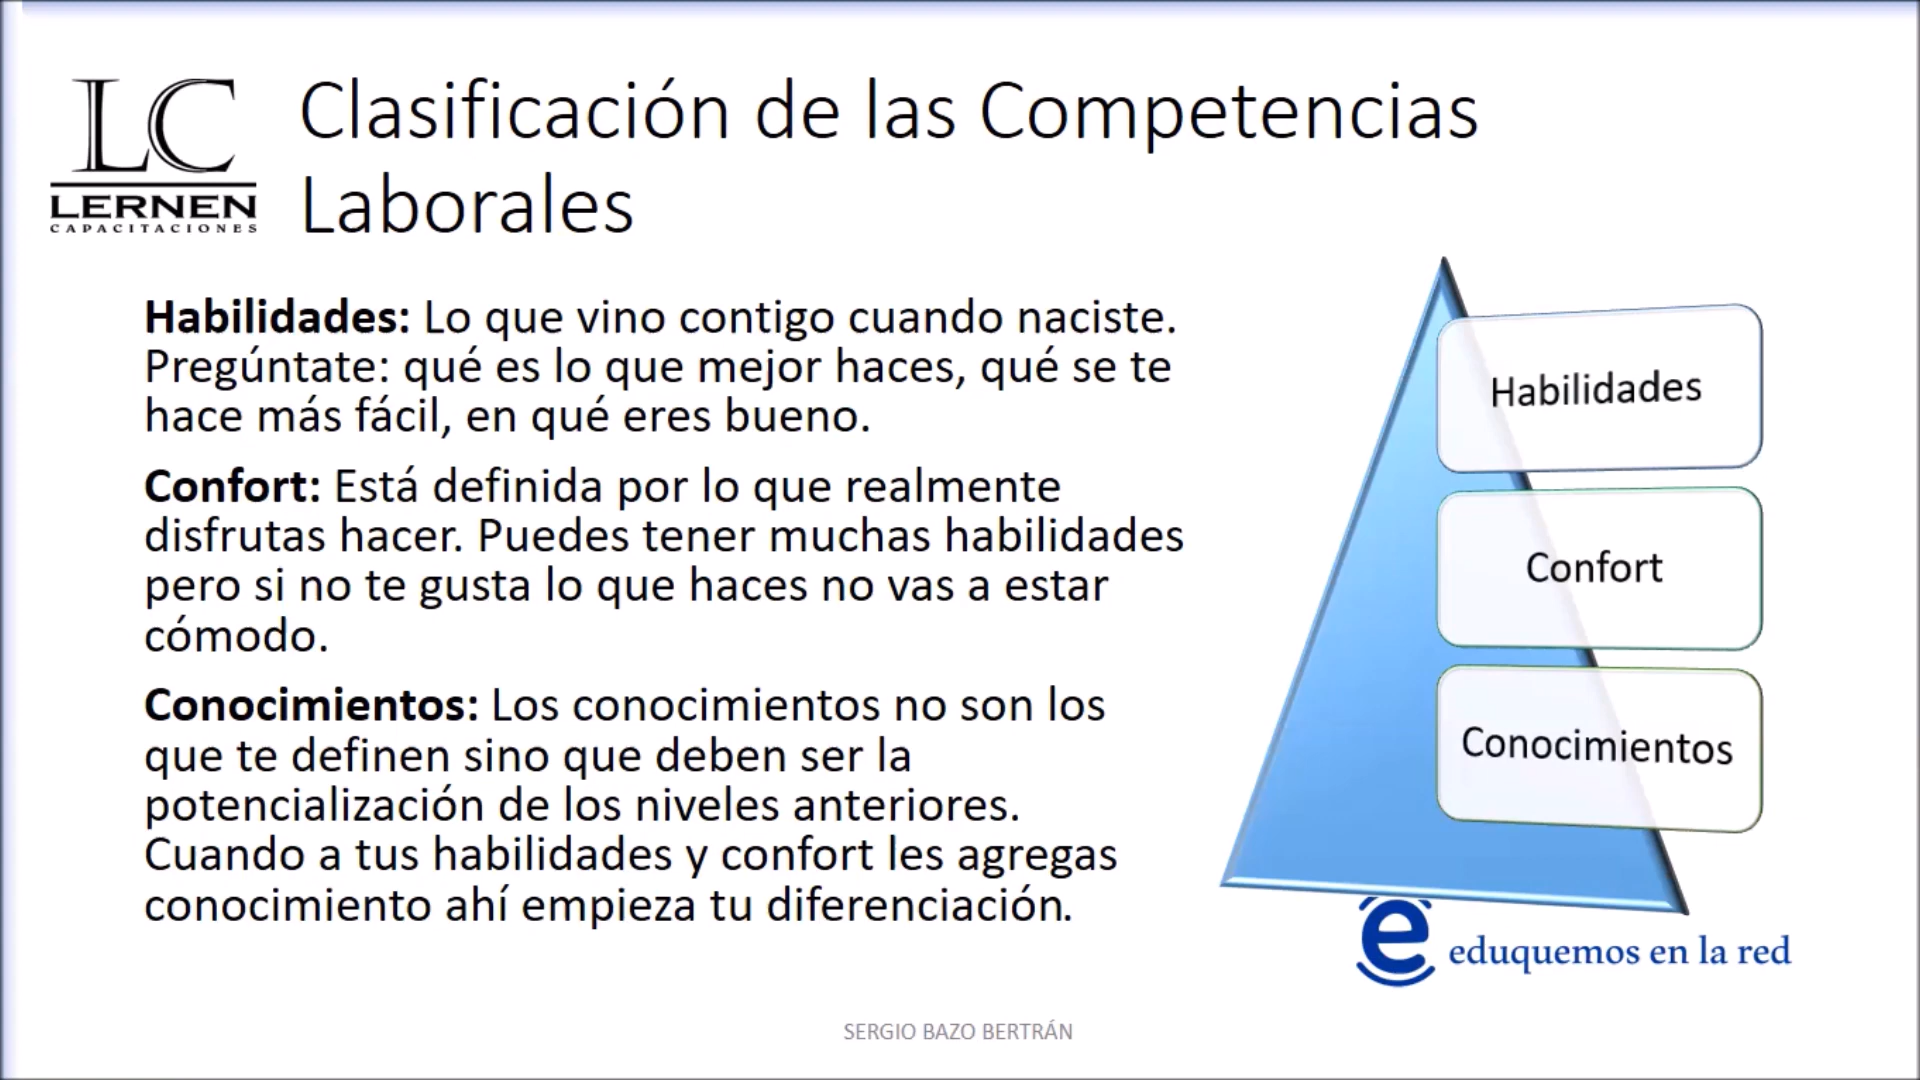 LC
LERNEN
CAPACITACIONES
Clasificación de las Competencias
Laborales
Habilidades: Lo que vino contigo cuando naciste.
Pregúntate: qué es lo que mejor haces, qué se te
hace más fácil, en qué eres bueno.
Confort: Está definida por lo que realmente
disfrutas hacer. Puedes tener muchas habilidades
pero si no te gusta lo que haces no vas a estar
cómodo.
Conocimientos: Los conocimientos no son los
que te definen sino que deben ser la
potencialización de los niveles anteriores.
Cuando a tus habilidades y confort les agregas
conocimiento ahí empieza tu diferenciación.
Habilidades
Confort
Conocimientos
e
eduquemos en la red
SERGIO BAZO BERTRÁN